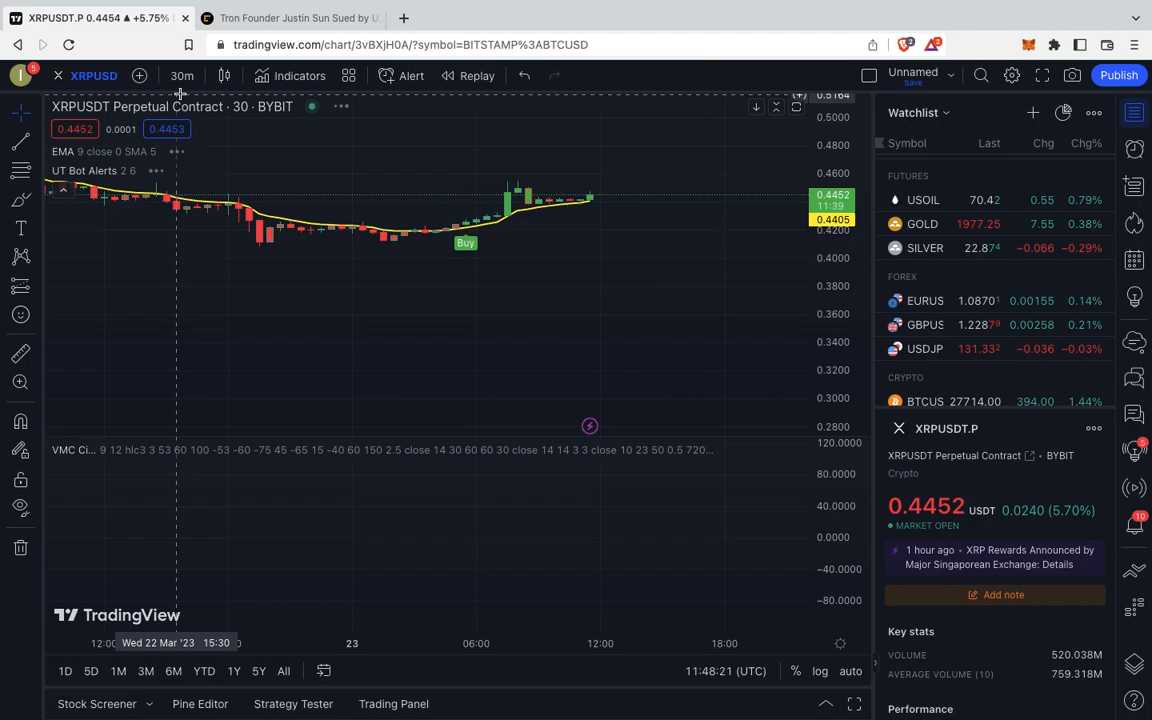 XRPUSDT.P 0.4454 ▲ +5.75%
Tron Founder Justin Sun Sued by U.
tradingview.com/chart/3vBXjH0A/?symbol=BITSTAMP%3ABTCUSD
2
3
I
5
XRPUSD
30m
Indicators
Alert
Replay
Unnamed
Save
Publish
XRPUSDT Perpetual Contract · 30 · BYBIT
0.4452
0.0001
0.4453
EMA 9 close 0 SMA 5
UT Bot Alerts 2 6
Buy
0.5164
0.5000
0.4800
0.4600
0.4452
11:39
0.4405
0.4200
0.4000
0.3800
0.3600
0.3400
0.3200
0.3000
0.2800
VMC Ci... 9 12 hlc3 3 53 60 100 -53 -60 -75 45 -65 15 -40 60 150 2.5 close 14 30 60 60 30 close 14 14 3 3 close 10 23 50 0.5 720...
120.0000
80.0000
40.0000
0.0000
−40.0000
−80.0000
TradingView
12:00
Wed 22 Mar '23 15:30
23
06:00
12:00
18:00
1D 5D 1M 3M 6M YTD 1Y 5Y All
11:48:21 (UTC)
% log auto
Stock Screener
Pine Editor
Strategy Tester
Trading Panel
Watchlist
Symbol Last Chg Chg%
FUTURES
USOIL 70.42 0.55 0.79%
GOLD 1977.25 7.55 0.38%
SILVER 22.874 −0.066 −0.29%
FOREX
EURUS 1.08701 0.00155 0.14%
GBPUS 1.22879 0.00258 0.21%
USDJP 131.332 −0.036 −0.03%
CRYPTO
BTCUS 27714.00 394.00 1.44%
XRPUSDT.P
XRPUSDT Perpetual Contract • BYBIT
Crypto
0.4452 USDT 0.0240 (5.70%)
MARKET OPEN
1 hour ago • XRP Rewards Announced by
Major Singaporean Exchange: Details
Add note
Key stats
VOLUME 520.038M
AVERAGE VOLUME (10) 759.318M
Performance
5
10